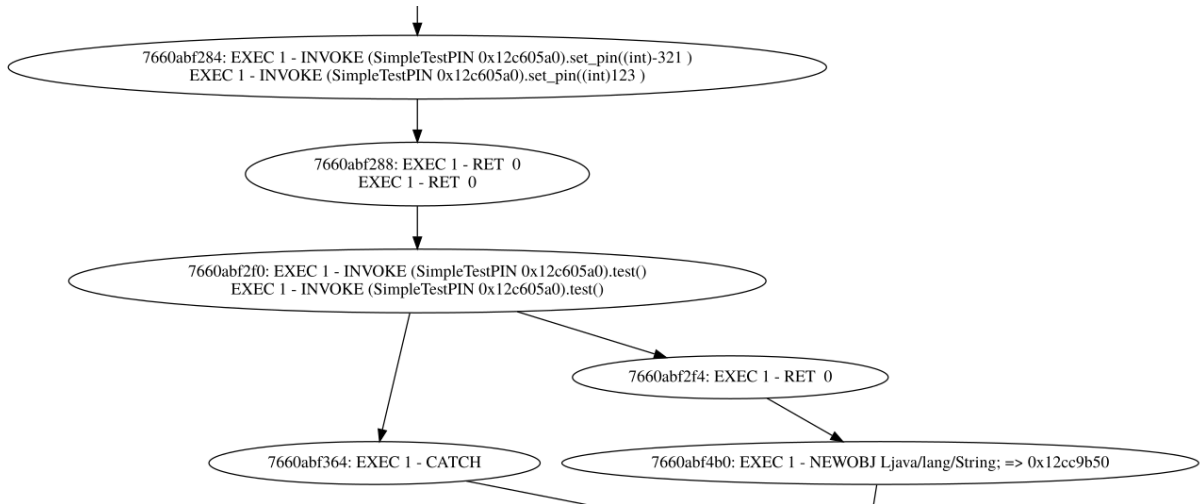 7660abf284: EXEC 1 - INVOKE (SimpleTestPIN 0x12c605a0).set_pin((int)-321 )
EXEC 1 - INVOKE (SimpleTestPIN 0x12c605a0).set_pin((int)123 )
7660abf288: EXEC 1 - RET  0
EXEC 1 - RET  0
7660abf2f0: EXEC 1 - INVOKE (SimpleTestPIN 0x12c605a0).test()
EXEC 1 - INVOKE (SimpleTestPIN 0x12c605a0).test()
7660abf2f4: EXEC 1 - RET  0
7660abf364: EXEC 1 - CATCH
7660abf4b0: EXEC 1 - NEWOBJ Ljava/lang/String; => 0x12cc9b50